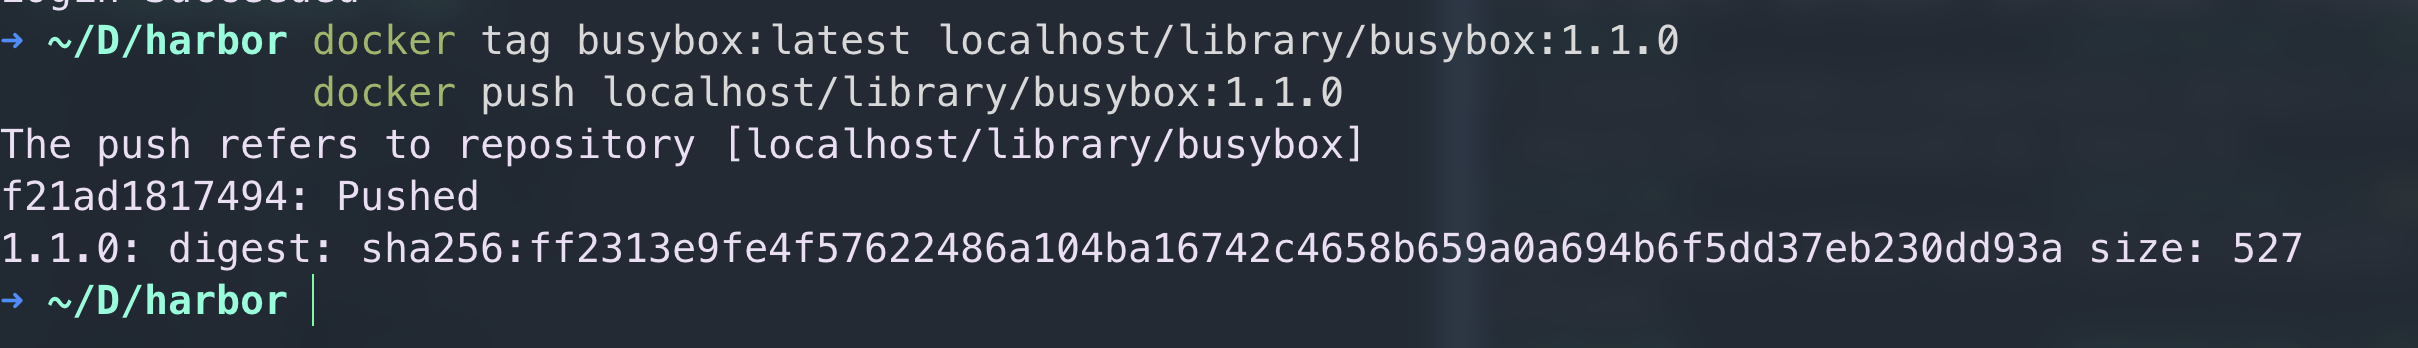 Login Succeeded
➜ ~/D/harbor docker tag busybox:latest localhost/library/busybox:1.1.0
docker push localhost/library/busybox:1.1.0
The push refers to repository [localhost/library/busybox]
f21ad1817494: Pushed
1.1.0: digest: sha256:ff2313e9fe4f57622486a104ba16742c4658b659a0a694b6f5dd37eb230dd93a size: 527
➜ ~/D/harbor